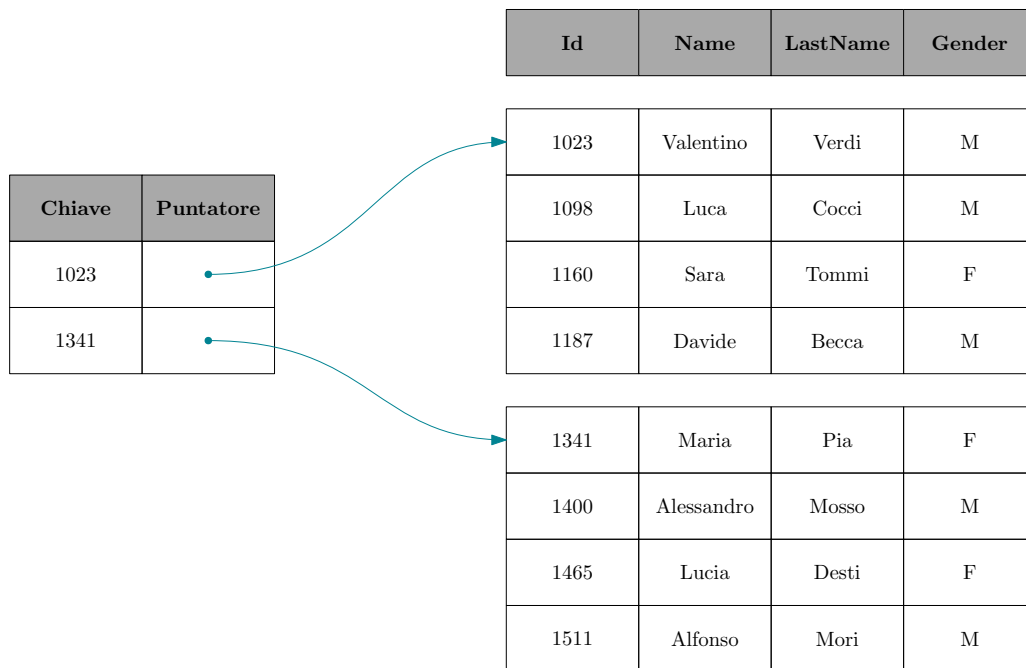 Id Name LastName Gender
1023 Valentino Verdi M
1098 Luca Cocci M
1160 Sara Tommi F
1187 Davide Becca M
1341 Maria Pia F
1400 Alessandro Mosso M
1465 Lucia Desti F
1511 Alfonso Mori M
Chiave Puntatore
1023
1341